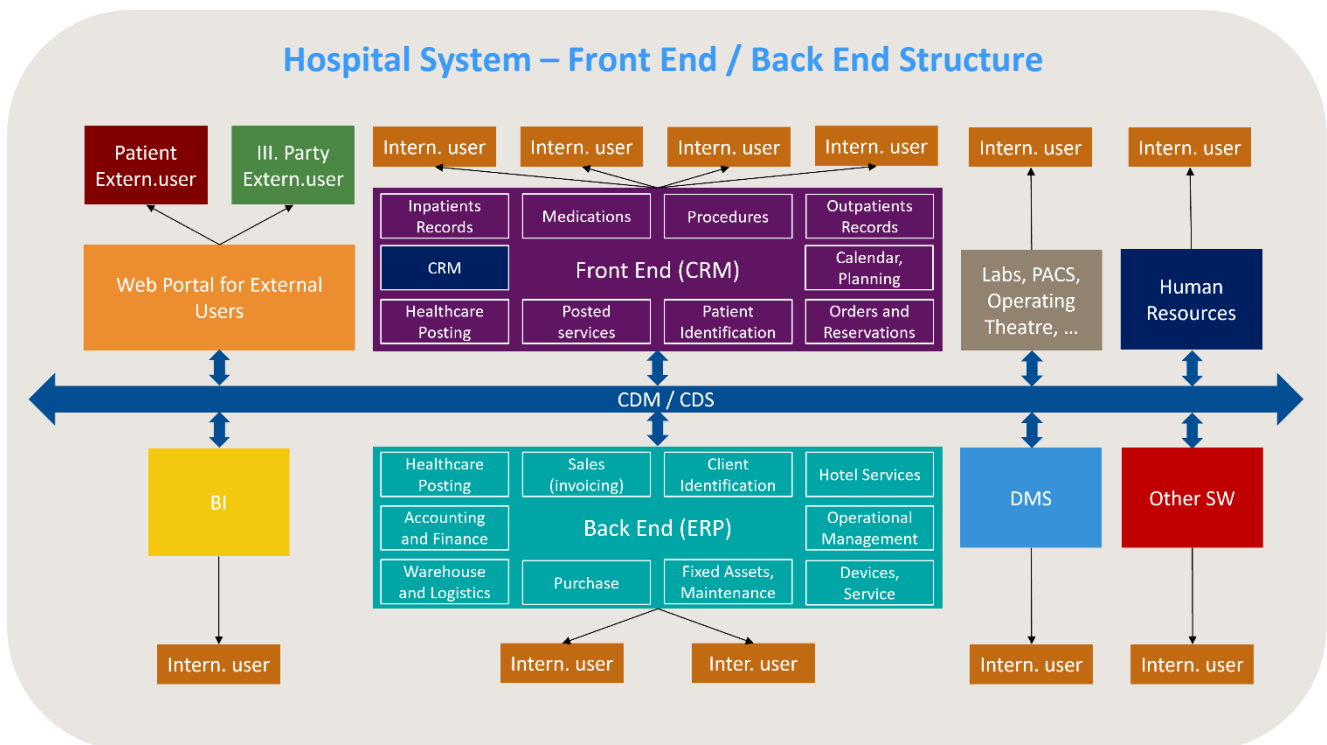 Hospital System – Front End / Back End Structure
Patient
Extern.user
III. Party
Extern.user
Intern. user
Intern. user
Intern. user
Intern. user
Intern. user
Intern. user
Web Portal for External
Users
Inpatients
Records
Medications
Procedures
Outpatients
Records
CRM
Front End (CRM)
Calendar,
Planning
Healthcare
Posting
Posted
services
Patient
Identification
Orders and
Reservations
Labs, PACS,
Operating
Theatre, ...
Human
Resources
CDM / CDS
BI
Healthcare
Posting
Sales
(invoicing)
Client
Identification
Hotel Services
Accounting
and Finance
Back End (ERP)
Operational
Management
Warehouse
and Logistics
Purchase
Fixed Assets,
Maintenance
Devices,
Service
DMS
Other SW
Intern. user
Intern. user
Inter. user
Intern. user
Intern. user